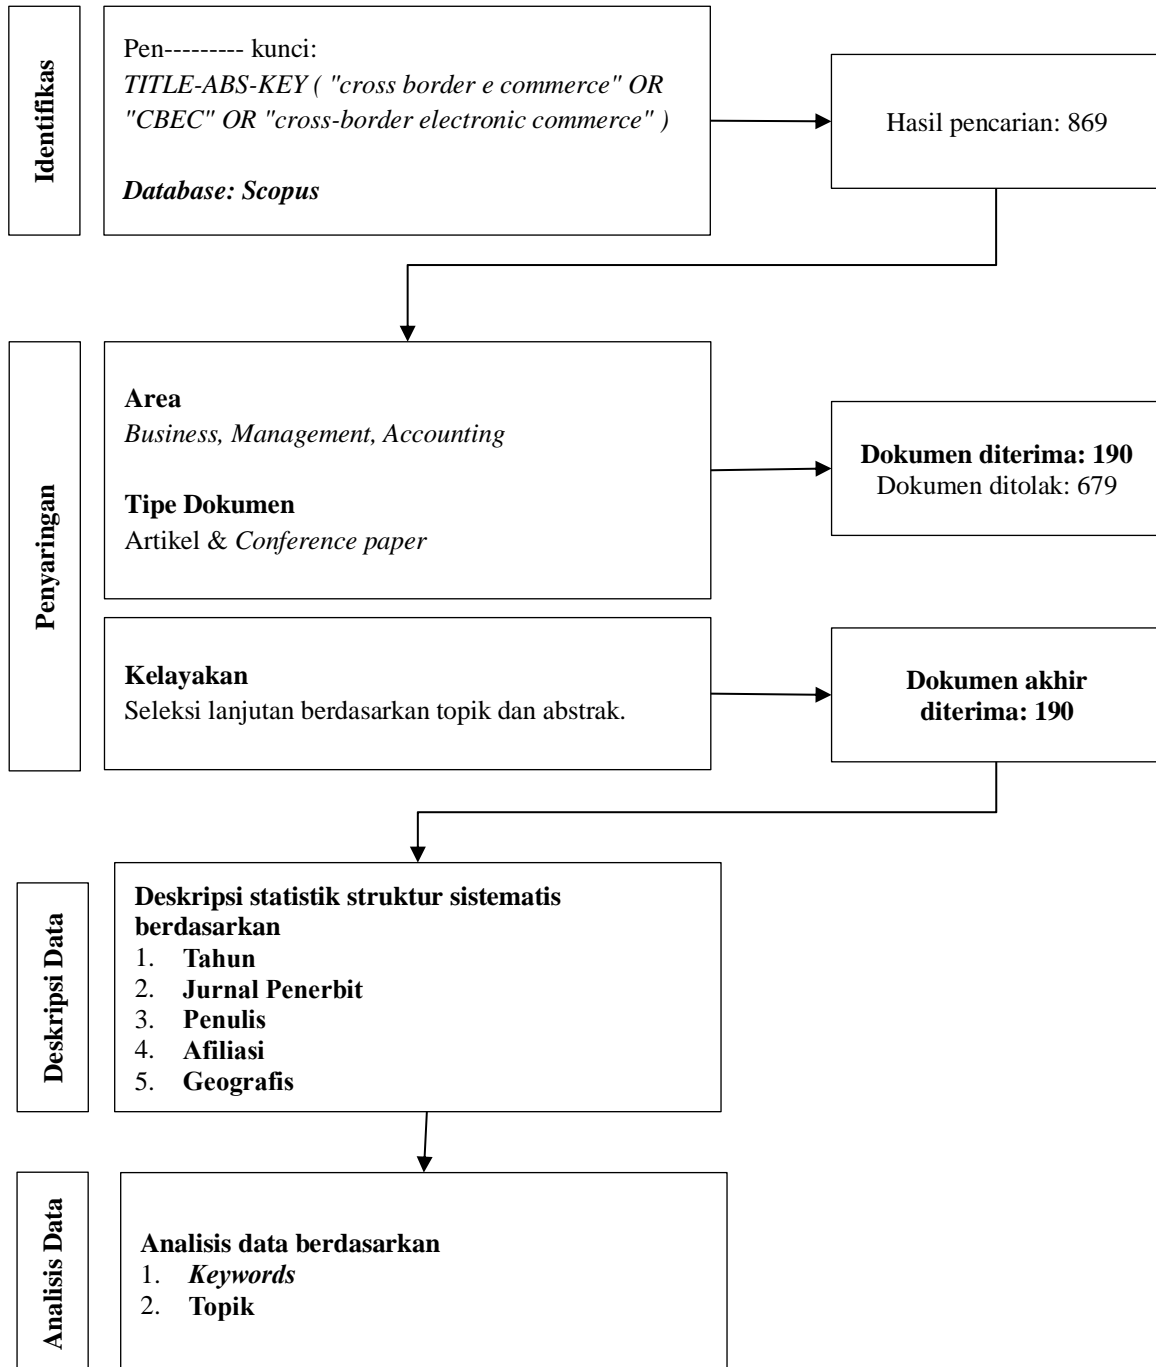 Identifikas
Pen--------- kunci:
TITLE-ABS-KEY ( "cross border e commerce" OR
"CBEC" OR "cross-border electronic commerce" )
Database: Scopus
Hasil pencarian: 869
Penyaringan
Area
Business, Management, Accounting
Tipe Dokumen
Artikel & Conference paper
Dokumen diterima: 190
Dokumen ditolak: 679
Kelayakan
Seleksi lanjutan berdasarkan topik dan abstrak.
Dokumen akhir
diterima: 190
Deskripsi Data
Deskripsi statistik struktur sistematis
berdasarkan
1. Tahun
2. Jurnal Penerbit
3. Penulis
4. Afiliasi
5. Geografis
Analisis Data
Analisis data berdasarkan
1. Keywords
2. Topik